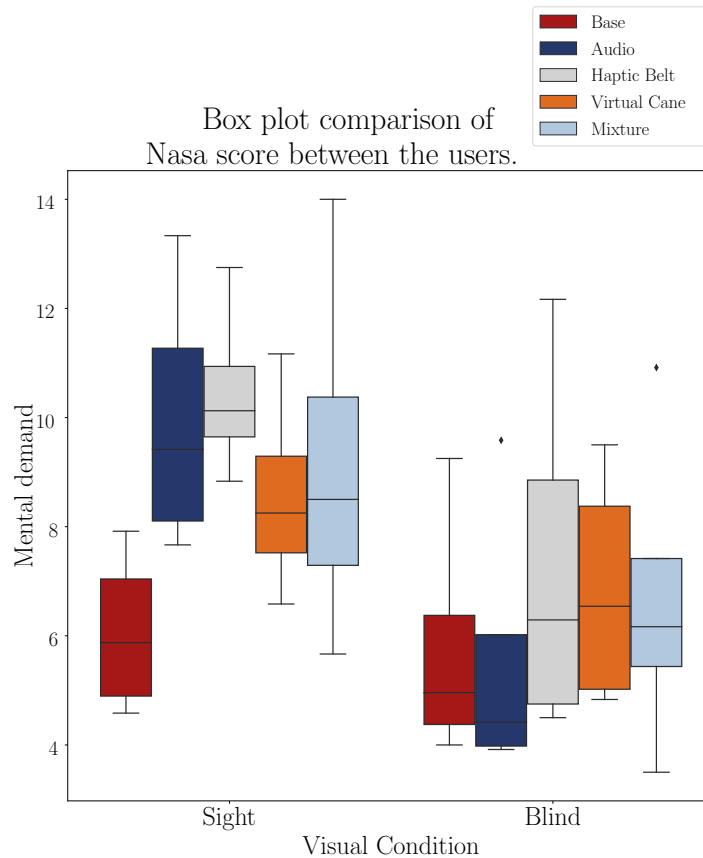 Base
Audio
Haptic Belt
Virtual Cane
Mixture
Box plot comparison of
Nasa score between the users.
Mental demand
14
12
10
8
6
4
Sight
Blind
Visual Condition